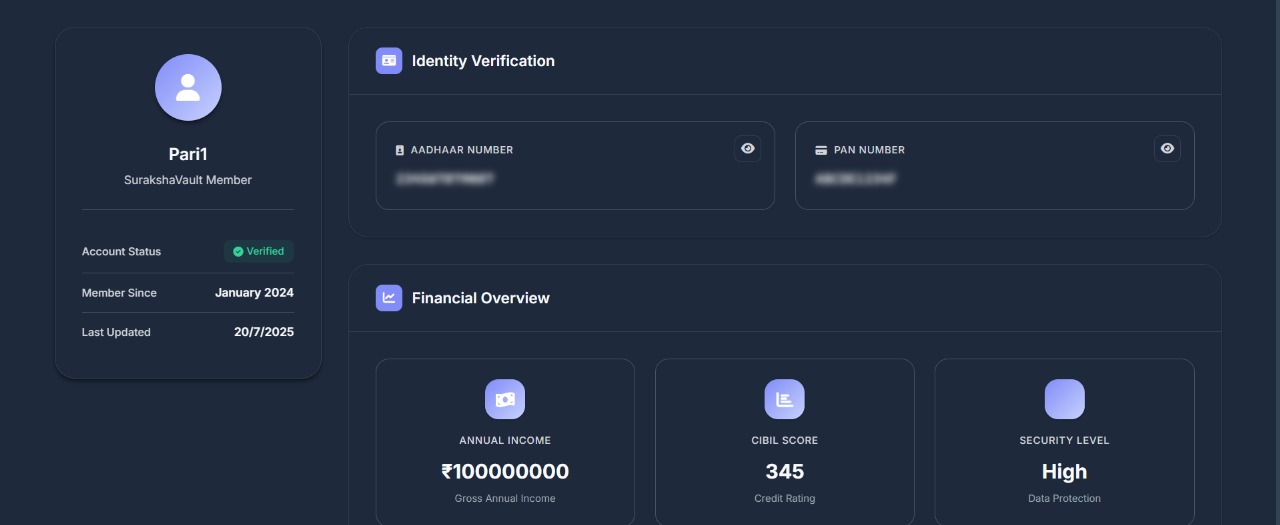 Pari1
SurakshaVault Member
Account Status Verified
Member Since January 2024
Last Updated 20/7/2025
Identity Verification
AADHAAR NUMBER
PAN NUMBER
Financial Overview
ANNUAL INCOME
₹100000000
Gross Annual Income
CIBIL SCORE
345
Credit Rating
SECURITY LEVEL
High
Data Protection